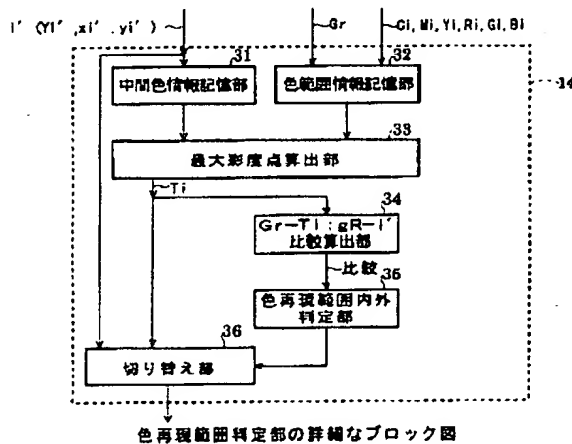 I' (YI',xi'.yi')
Gr
Ci,Mi,Yi,Ri,Gi,Bi
31
中間色情報記憶部
32
色範囲情報記憶部
14
33
最大彩度点算出部
Ti
34
Gr−Ti:gR−i'
比較算出部
比較
35
色再現範囲内外
判定部
36
切り替え部
色再現範囲判定部の詳細なブロック図